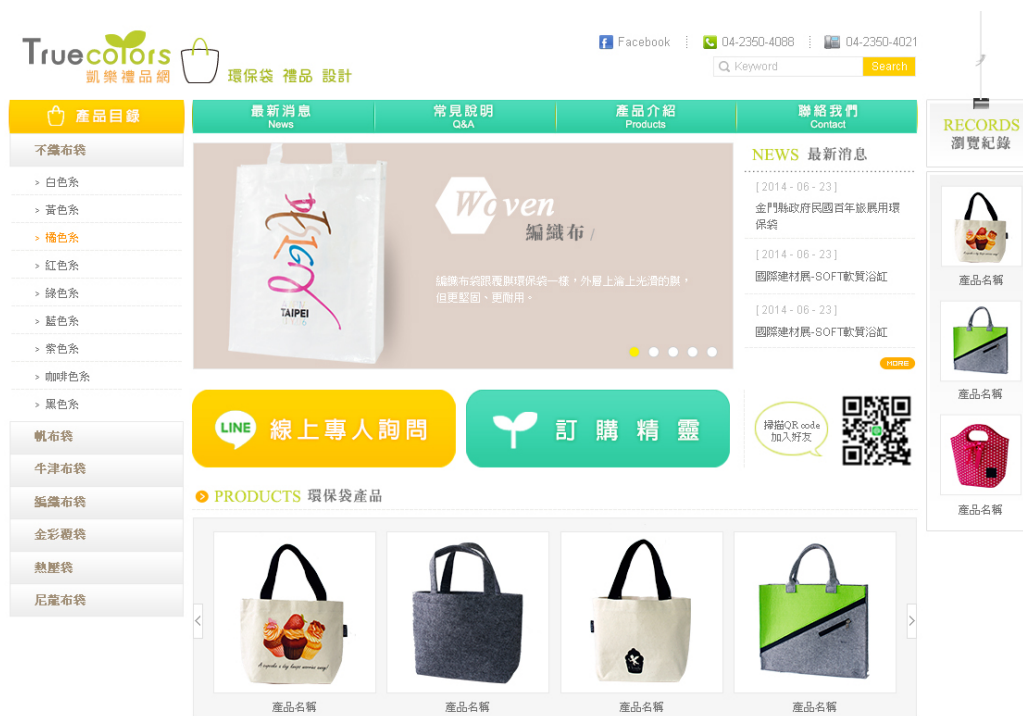 Truecolors
凱樂禮品網
環保袋 禮品 設計
Facebook
04-2350-4088
04-2350-4021
Keyword
Search
產品目錄
最新消息
News
常見說明
Q&A
產品介紹
Products
聯絡我們
Contact
不織布袋
> 白色系
> 黃色系
> 橘色系
> 紅色系
> 綠色系
> 藍色系
> 紫色系
> 咖啡色系
> 黑色系
帆布袋
牛津布袋
編織布袋
金彩覆袋
熱壓袋
尼龍布袋
DESIGN
TAIPEI
Woven
編織布 /
編織布袋跟覆膜環保袋一樣，外層上淋上光滑的膜，
但更堅固、更耐用。
NEWS 最新消息
[ 2014 - 06 - 23 ]
金門縣政府民國百年旅展用環
保袋
[ 2014 - 06 - 23 ]
國際建材展-SOFT軟質浴缸
[ 2014 - 06 - 23 ]
國際建材展-SOFT軟質浴缸
MORE
LINE
線上專人詢問
訂購精靈
掃描QR code
加入好友
PRODUCTS 環保袋產品
產品名稱
產品名稱
產品名稱
產品名稱
RECORDS
瀏覽紀錄
產品名稱
產品名稱
產品名稱